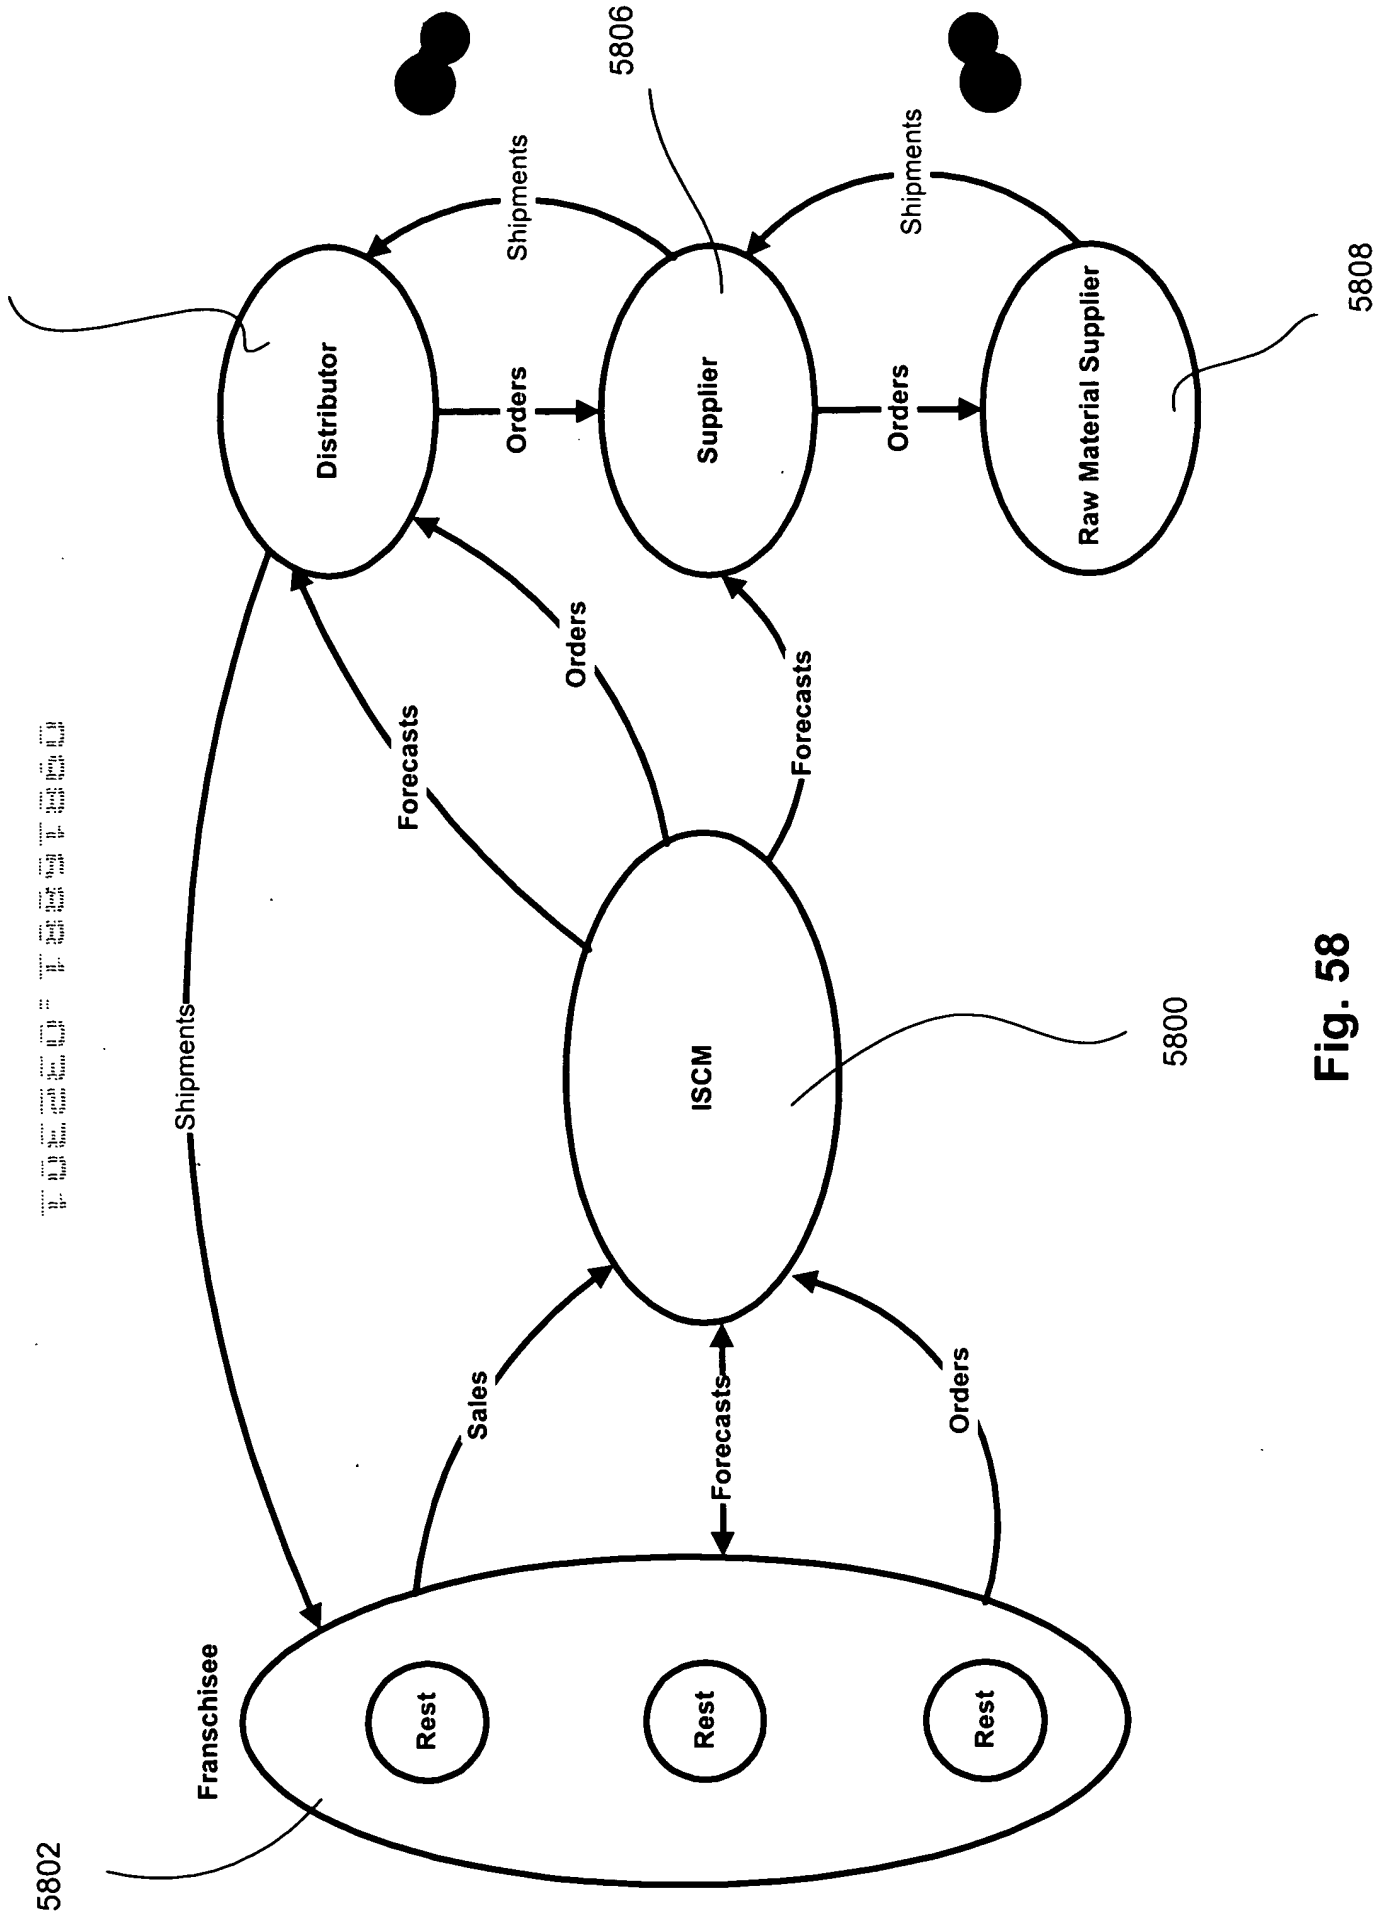 Shipments
Franschisee
5802
Rest
Rest
Rest
Sales
Forecasts
Orders
ISCM
5800
Forecasts
Orders
Forecasts
Distributor
Orders
Shipments
Supplier
5806
Orders
Shipments
Raw Material Supplier
5808
Fig. 58